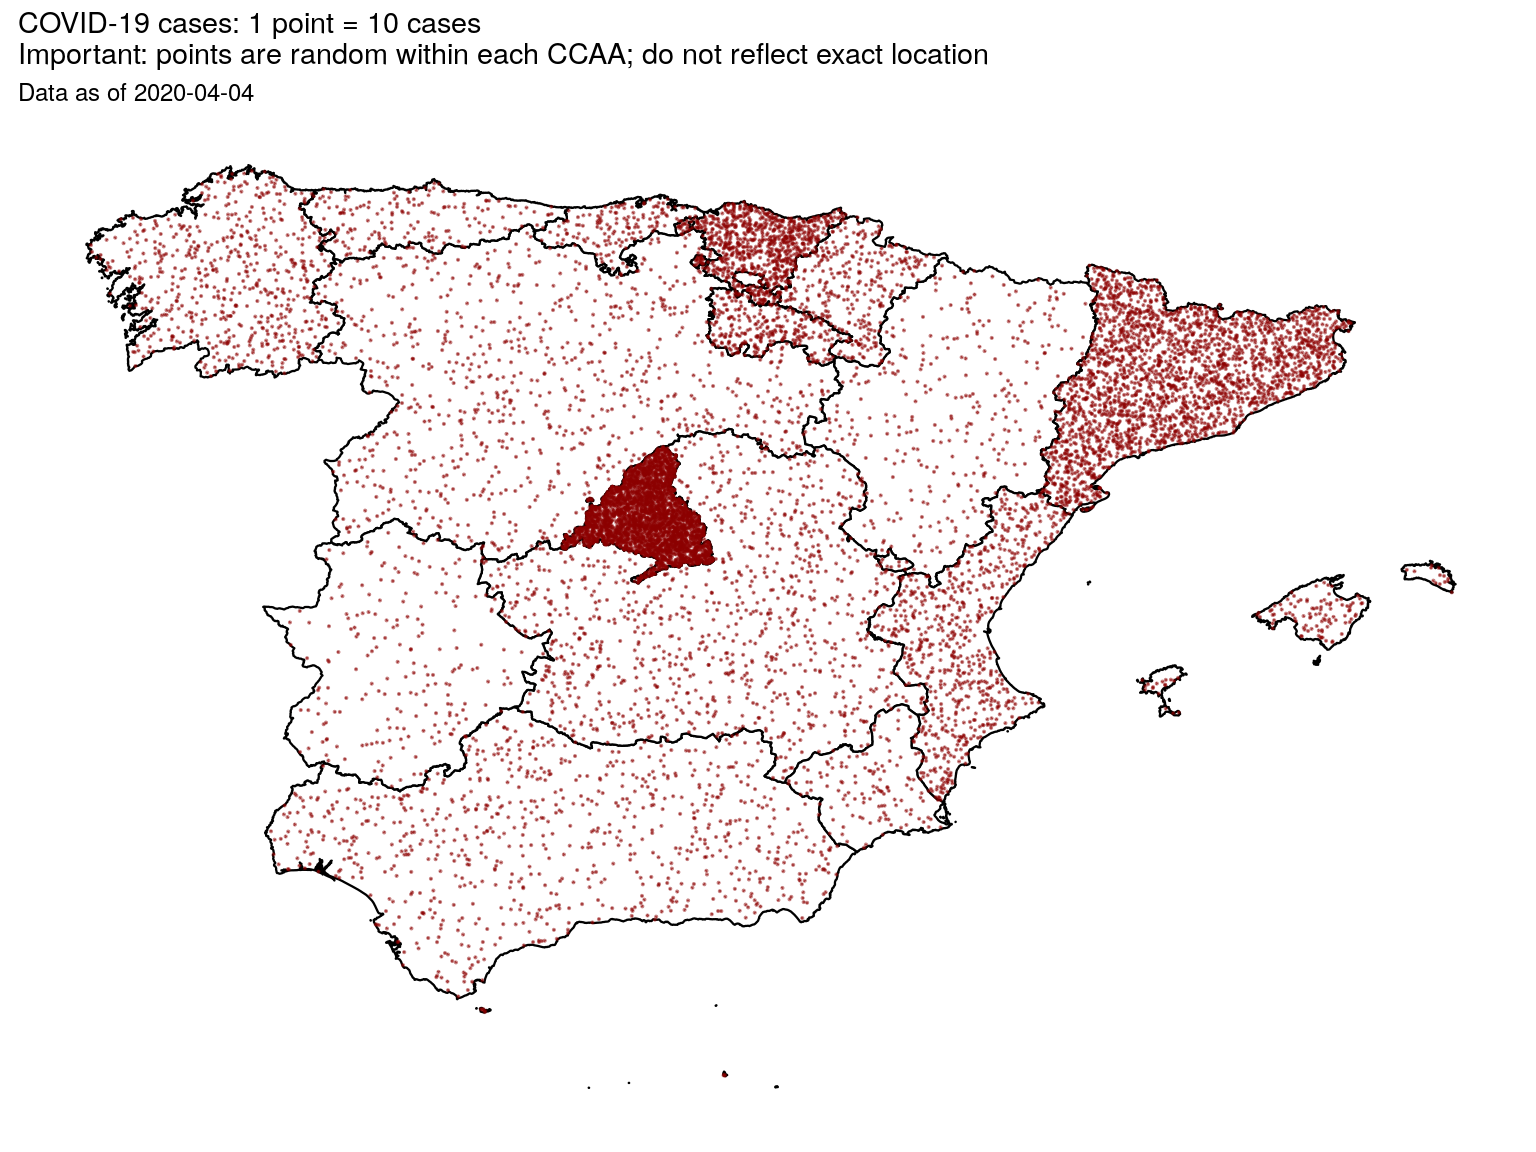 COVID-19 cases: 1 point = 10 cases
Important: points are random within each CCAA; do not reflect exact location
Data as of 2020-04-04